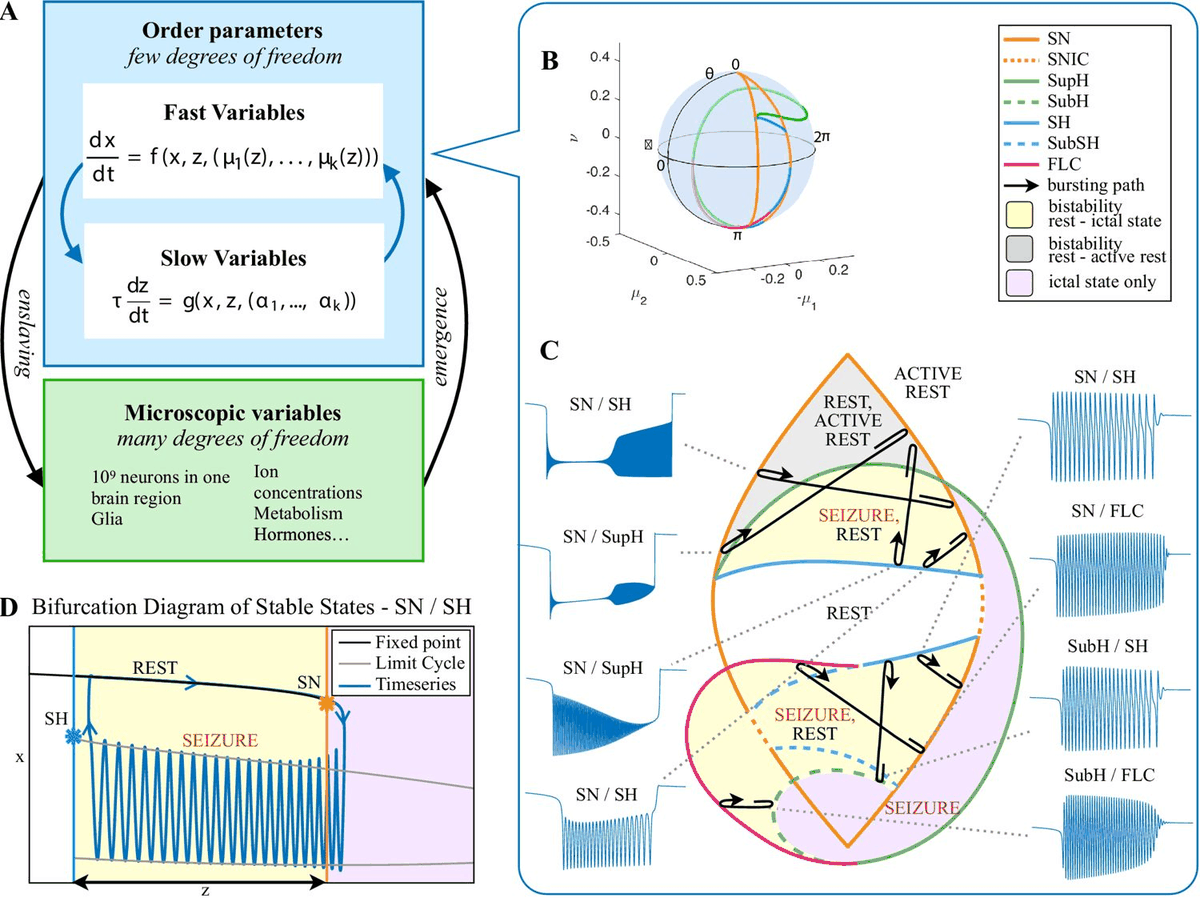 A
Order parameters
few degrees of freedom
Fast Variables
dx/dt = f(x, z, (μ1(z), . . . , μk(z)))
Slow Variables
τ dz/dt = g(x, z, (α1, ..., αk))
enslaving
emergence
Microscopic variables
many degrees of freedom
10⁹ neurons in one
brain region
Glia
Ion
concentrations
Metabolism
Hormones...
B
0.4
0.2
0
-0.2
-0.4
ν
-0.5
0
0.5
μ2
-0.2
0
0.2
-μ1
θ
0
2π
0
π
SN
SNIC
SupH
SubH
SH
SubSH
FLC
bursting path
bistability
rest - ictal state
bistability
rest - active rest
ictal state only
C
SN / SH
SN / SupH
SN / SupH
SN / SH
ACTIVE
REST
REST,
ACTIVE
REST
SEIZURE,
REST
REST
SEIZURE,
REST
SEIZURE
SN / SH
SN / FLC
SubH / SH
SubH / FLC
D Bifurcation Diagram of Stable States - SN / SH
Fixed point
Limit Cycle
Timeseries
REST
SN
SH
SEIZURE
x
z